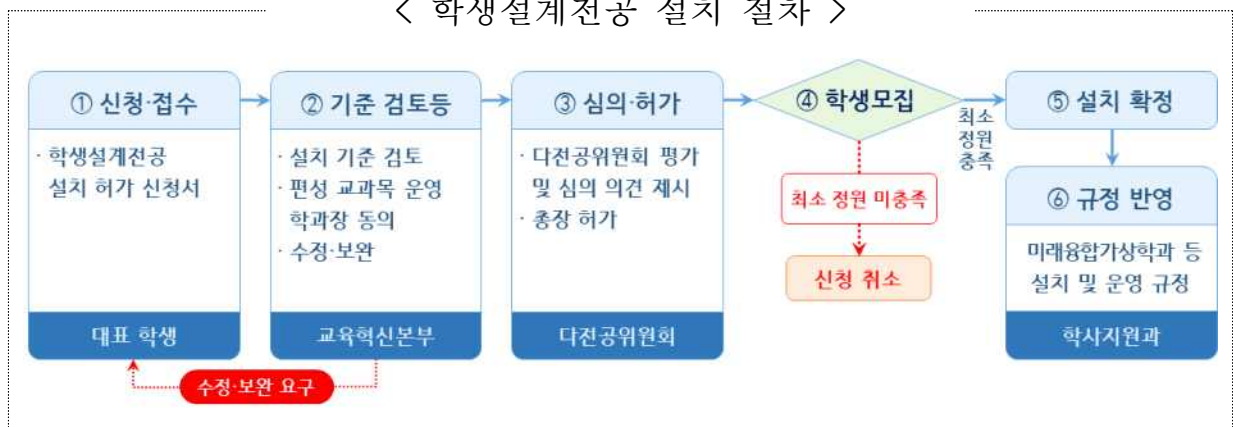 < 학생설계전공 설치 절차 >
① 신청·접수
· 학생설계전공
설치 허가 신청서
대표 학생
② 기준 검토등
· 설치 기준 검토
· 편성 교과목 운영
학과장 동의
· 수정·보완
교육혁신본부
수정·보완 요구
③ 심의·허가
· 다전공위원회 평가
및 심의 의견 제시
· 총장 허가
다전공위원회
④ 학생모집
최소 정원 미충족
신청 취소
최소
정원
충족
⑤ 설치 확정
⑥ 규정 반영
미래융합가상학과 등
설치 및 운영 규정
학사지원과